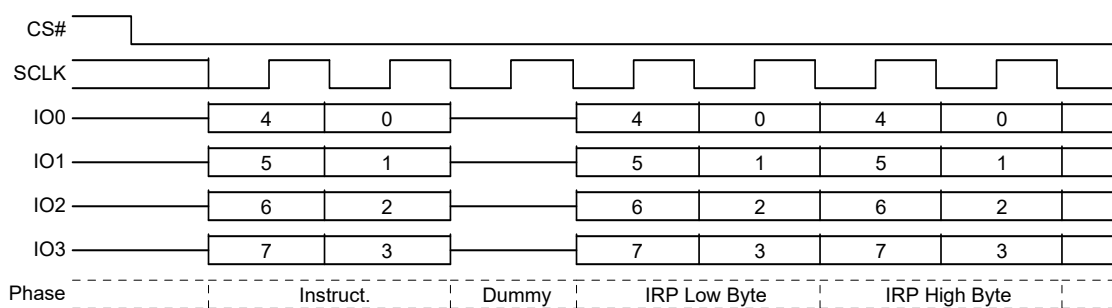 CS#
SCLK
IO0 4 0 4 0 4 0
IO1 5 1 5 1 5 1
IO2 6 2 6 2 6 2
IO3 7 3 7 3 7 3
Phase Instruct. Dummy IRP Low Byte IRP High Byte